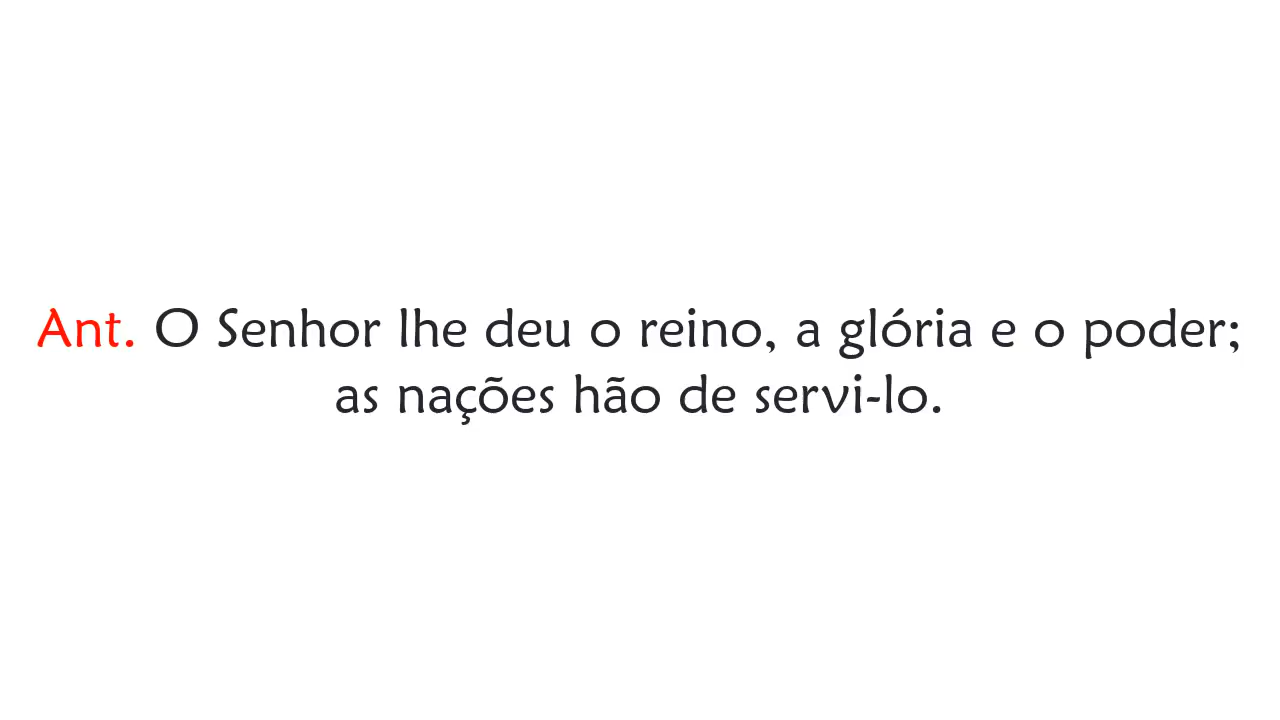 Ant. O Senhor lhe deu o reino, a glória e o poder;
as nações hão de servi-lo.